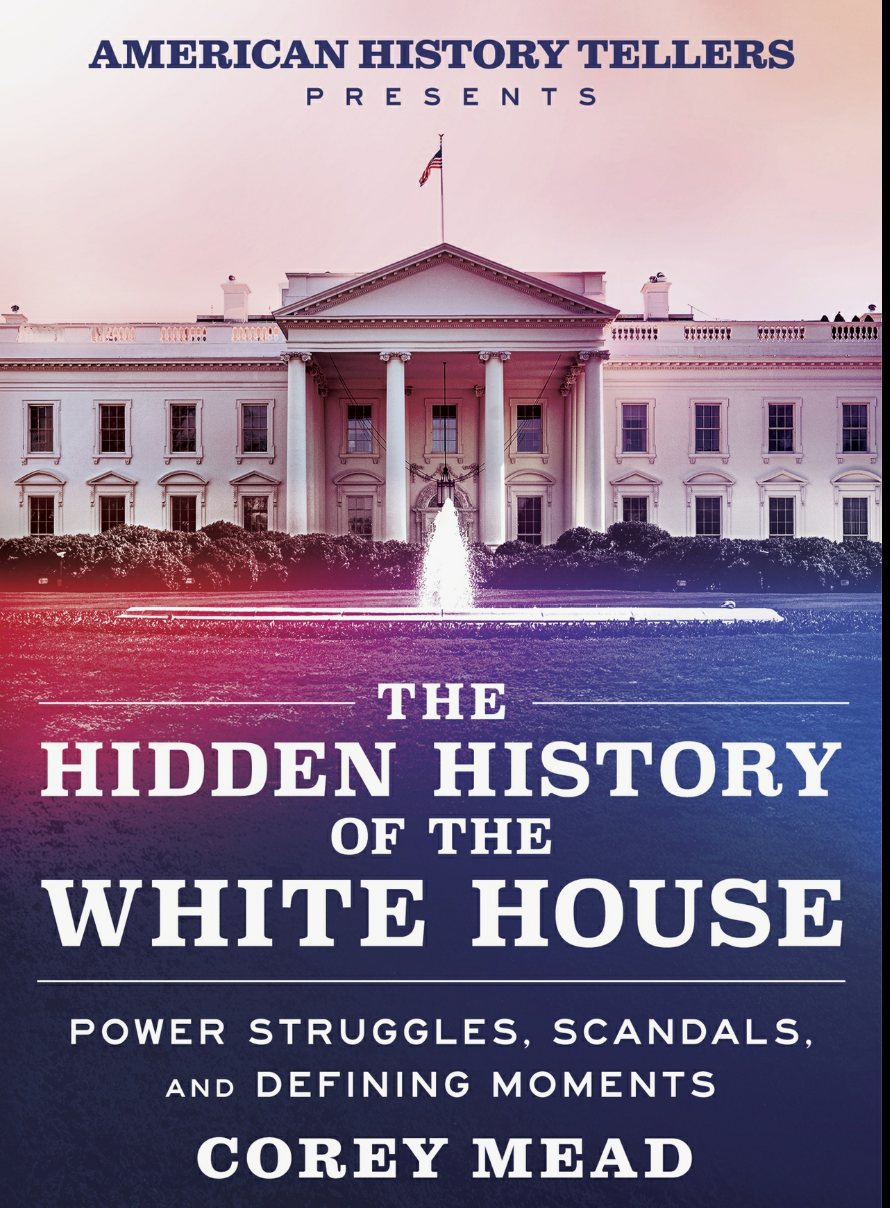 AMERICAN HISTORY TELLERS
PRESENTS
THE
HIDDEN HISTORY
OF THE
WHITE HOUSE
POWER STRUGGLES, SCANDALS,
AND DEFINING MOMENTS
COREY MEAD